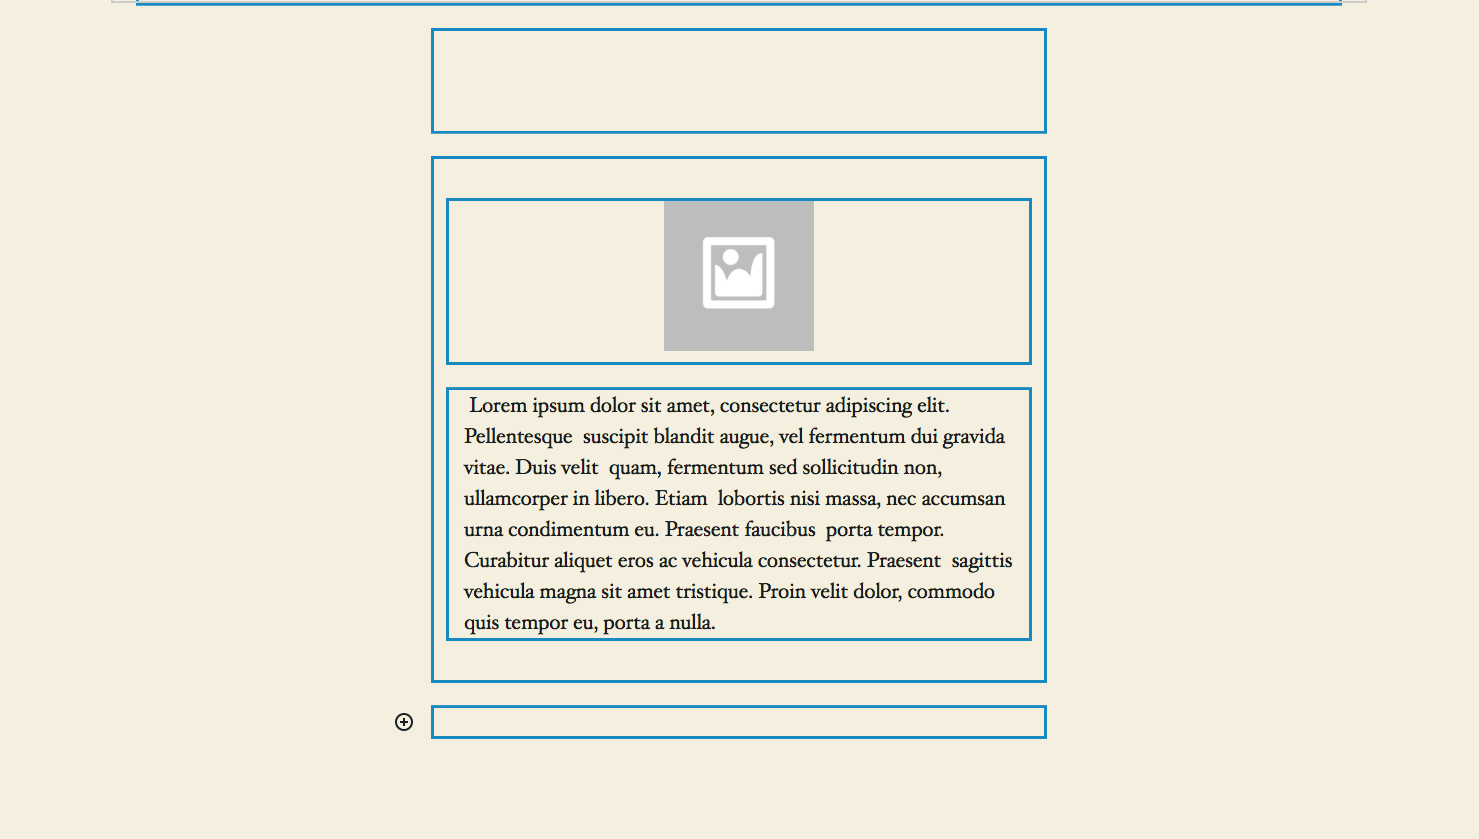 Lorem ipsum dolor sit amet, consectetur adipiscing elit.
Pellentesque  suscipit blandit augue, vel fermentum dui gravida
vitae. Duis velit  quam, fermentum sed sollicitudin non,
ullamcorper in libero. Etiam  lobortis nisi massa, nec accumsan
urna condimentum eu. Praesent faucibus  porta tempor.
Curabitur aliquet eros ac vehicula consectetur. Praesent  sagittis
vehicula magna sit amet tristique. Proin velit dolor, commodo
quis tempor eu, porta a nulla.